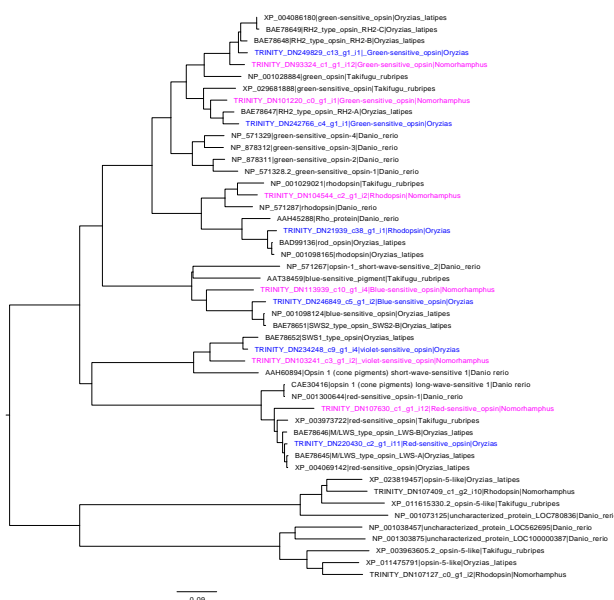 XP_004086180|green-sensitive_opsin|Oryzias_latipes
BAE78649|RH2_type_opsin_RH2-C|Oryzias_latipes
BAE78648|RH2_type_opsin_RH2-B|Oryzias_latipes
TRINITY_DN249829_c13_g1_i1|_Green-sensitive_opsin|Oryzias
TRINITY_DN93324_c1_g1_i12|Green-sensitive_opsin|Nomorhamphus
NP_001028884|green_opsin|Takifugu_rubripes
XP_029681888|green-sensitive_opsin|Takifugu_rubripes
TRINITY_DN101220_c0_g1_i1|Green-sensitive_opsin|Nomorhamphus
BAE78647|RH2_type_opsin_RH2-A|Oryzias_latipes
TRINITY_DN242766_c4_g1_i1|Green-sensitive_opsin|Oryzias
NP_571329|green-sensitive_opsin-4|Danio_rerio
NP_878312|green-sensitive_opsin-3|Danio_rerio
NP_878311|green-sensitive_opsin-2|Danio_rerio
NP_571328.2_green-sensitive_opsin-1|Danio_rerio
NP_001029021|rhodopsin|Takifugu_rubripes
TRINITY_DN104544_c2_g1_i2|Rhodopsin|Nomorhamphus
NP_571287|rhodopsin|Danio_rerio
AAH45288|Rho_protein|Danio_rerio
TRINITY_DN21939_c38_g1_i1|Rhodopsin|Oryzias
BAD99136|rod_opsin|Oryzias_latipes
NP_001098165|rhodopsin|Oryzias_latipes
NP_571267|opsin-1_short-wave-sensitive_2|Danio_rerio
AAT38459|blue-sensitive_pigment|Takifugu_rubripes
TRINITY_DN113939_c10_g1_i4|Blue-sensitive_opsin|Nomorhamphus
TRINITY_DN246849_c5_g1_i2|Blue-sensitive_opsin|Oryzias
NP_001098124|blue-sensitive_opsin|Oryzias_latipes
BAE78651|SWS2_type_opsin_SWS2-B|Oryzias_latipes
BAE78652|SWS1_type_opsin|Oryzias_latipes
TRINITY_DN234248_c9_g1_i4|violet-sensitive_opsin|Oryzias
TRINITY_DN103241_c3_g1_i2|_violet-sensitive_opsin|Nomorhamphus
AAH60894|Opsin 1 (cone pigments) short-wave-sensitive 1|Danio rerio
CAE30416|opsin 1 (cone pigments) long-wave-sensitive 1|Danio rerio
NP_001300644|red-sensitive_opsin-1|Danio_rerio
TRINITY_DN107630_c1_g1_i12|Red-sensitive_opsin|Nomorhamphus
XP_003973722|red-sensitive_opsin|Takifugu_rubripes
BAE78646|M/LWS_type_opsin_LWS-B|Oryzias_latipes
TRINITY_DN220430_c2_g1_i11|Red-sensitive_opsin|Oryzias
BAE78645|M/LWS_type_opsin_LWS-A|Oryzias_latipes
XP_004069142|red-sensitive_opsin|Oryzias_latipes
XP_023819457|opsin-5-like|Oryzias_latipes
TRINITY_DN107409_c1_g2_i10|Rhodopsin|Nomorhamphus
XP_011615330.2_opsin-5-like|Takifugu_rubripes
NP_001073125|uncharacterized_protein_LOC780836|Danio_reri
NP_001038457|uncharacterized_protein_LOC562695|Danio_rerio
NP_001303875|uncharacterized_protein_LOC100000387|Danio_rerio
XP_003963605.2_opsin-5-like|Takifugu_rubripes
XP_011475791|opsin-5-like|Oryzias_latipes
TRINITY_DN107127_c0_g1_i2|Rhodopsin|Nomorhamphus
0.09